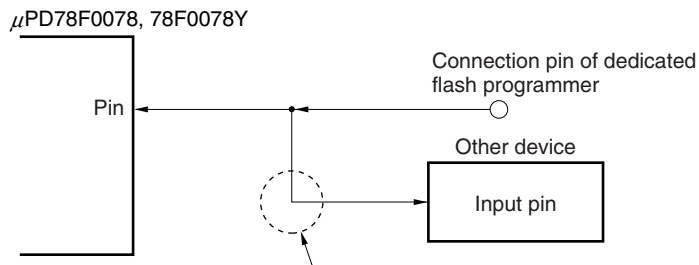 μPD78F0078, 78F0078Y
Connection pin of dedicated
flash programmer
Pin
Other device
Input pin